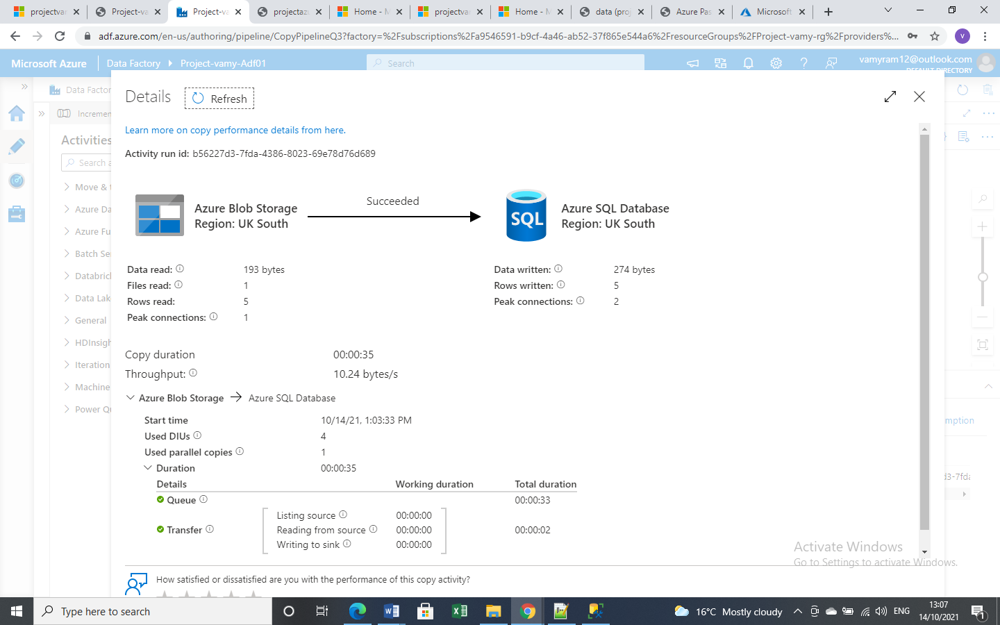 projectvar
Project-va
Project-va
projectaz
Home - M
projectvar
Home - M
data (proj
Azure Pas
Microsoft
adf.azure.com/en-us/authoring/pipeline/CopyPipelineQ3?factory=%2Fsubscriptions%2Fa9546591-b9cf-4a46-ab52-37f865e544a6%2FresourceGroups%2FProject-vamy-rg%2Fproviders%...
V
Microsoft Azure
Data Factory
Project-vamy-Adf01
Search
vamyram12@outlook.com
DEFAULT DIRECTORY
Data Factor
Incremen
Activities
Search a
Move & t
Azure Da
Azure Fu
Batch Se
Databric
Data Lak
General
HDInsigh
Iteration
Machine
Power Q
Details
Refresh
Learn more on copy performance details from here.
Activity run id: b56227d3-7fda-4386-8023-69e78d76d689
Azure Blob Storage
Region: UK South
Succeeded
SQL
Azure SQL Database
Region: UK South
Data read: 193 bytes
Files read: 1
Rows read: 5
Peak connections: 1
Data written: 274 bytes
Rows written: 5
Peak connections: 2
Copy duration 00:00:35
Throughput: 10.24 bytes/s
Azure Blob Storage → Azure SQL Database
Start time 10/14/21, 1:03:33 PM
Used DIUs 4
Used parallel copies 1
Duration 00:00:35
Details Working duration Total duration
Queue 00:00:33
Listing source 00:00:00
Transfer Reading from source 00:00:00 00:00:02
Writing to sink 00:00:00
mption
d3-7fda
How satisfied or dissatisfied are you with the performance of this copy activity?
Activate Windows
Go to Settings to activate Windows.
Type here to search
16°C Mostly cloudy
ENG
13:07
14/10/2021
1